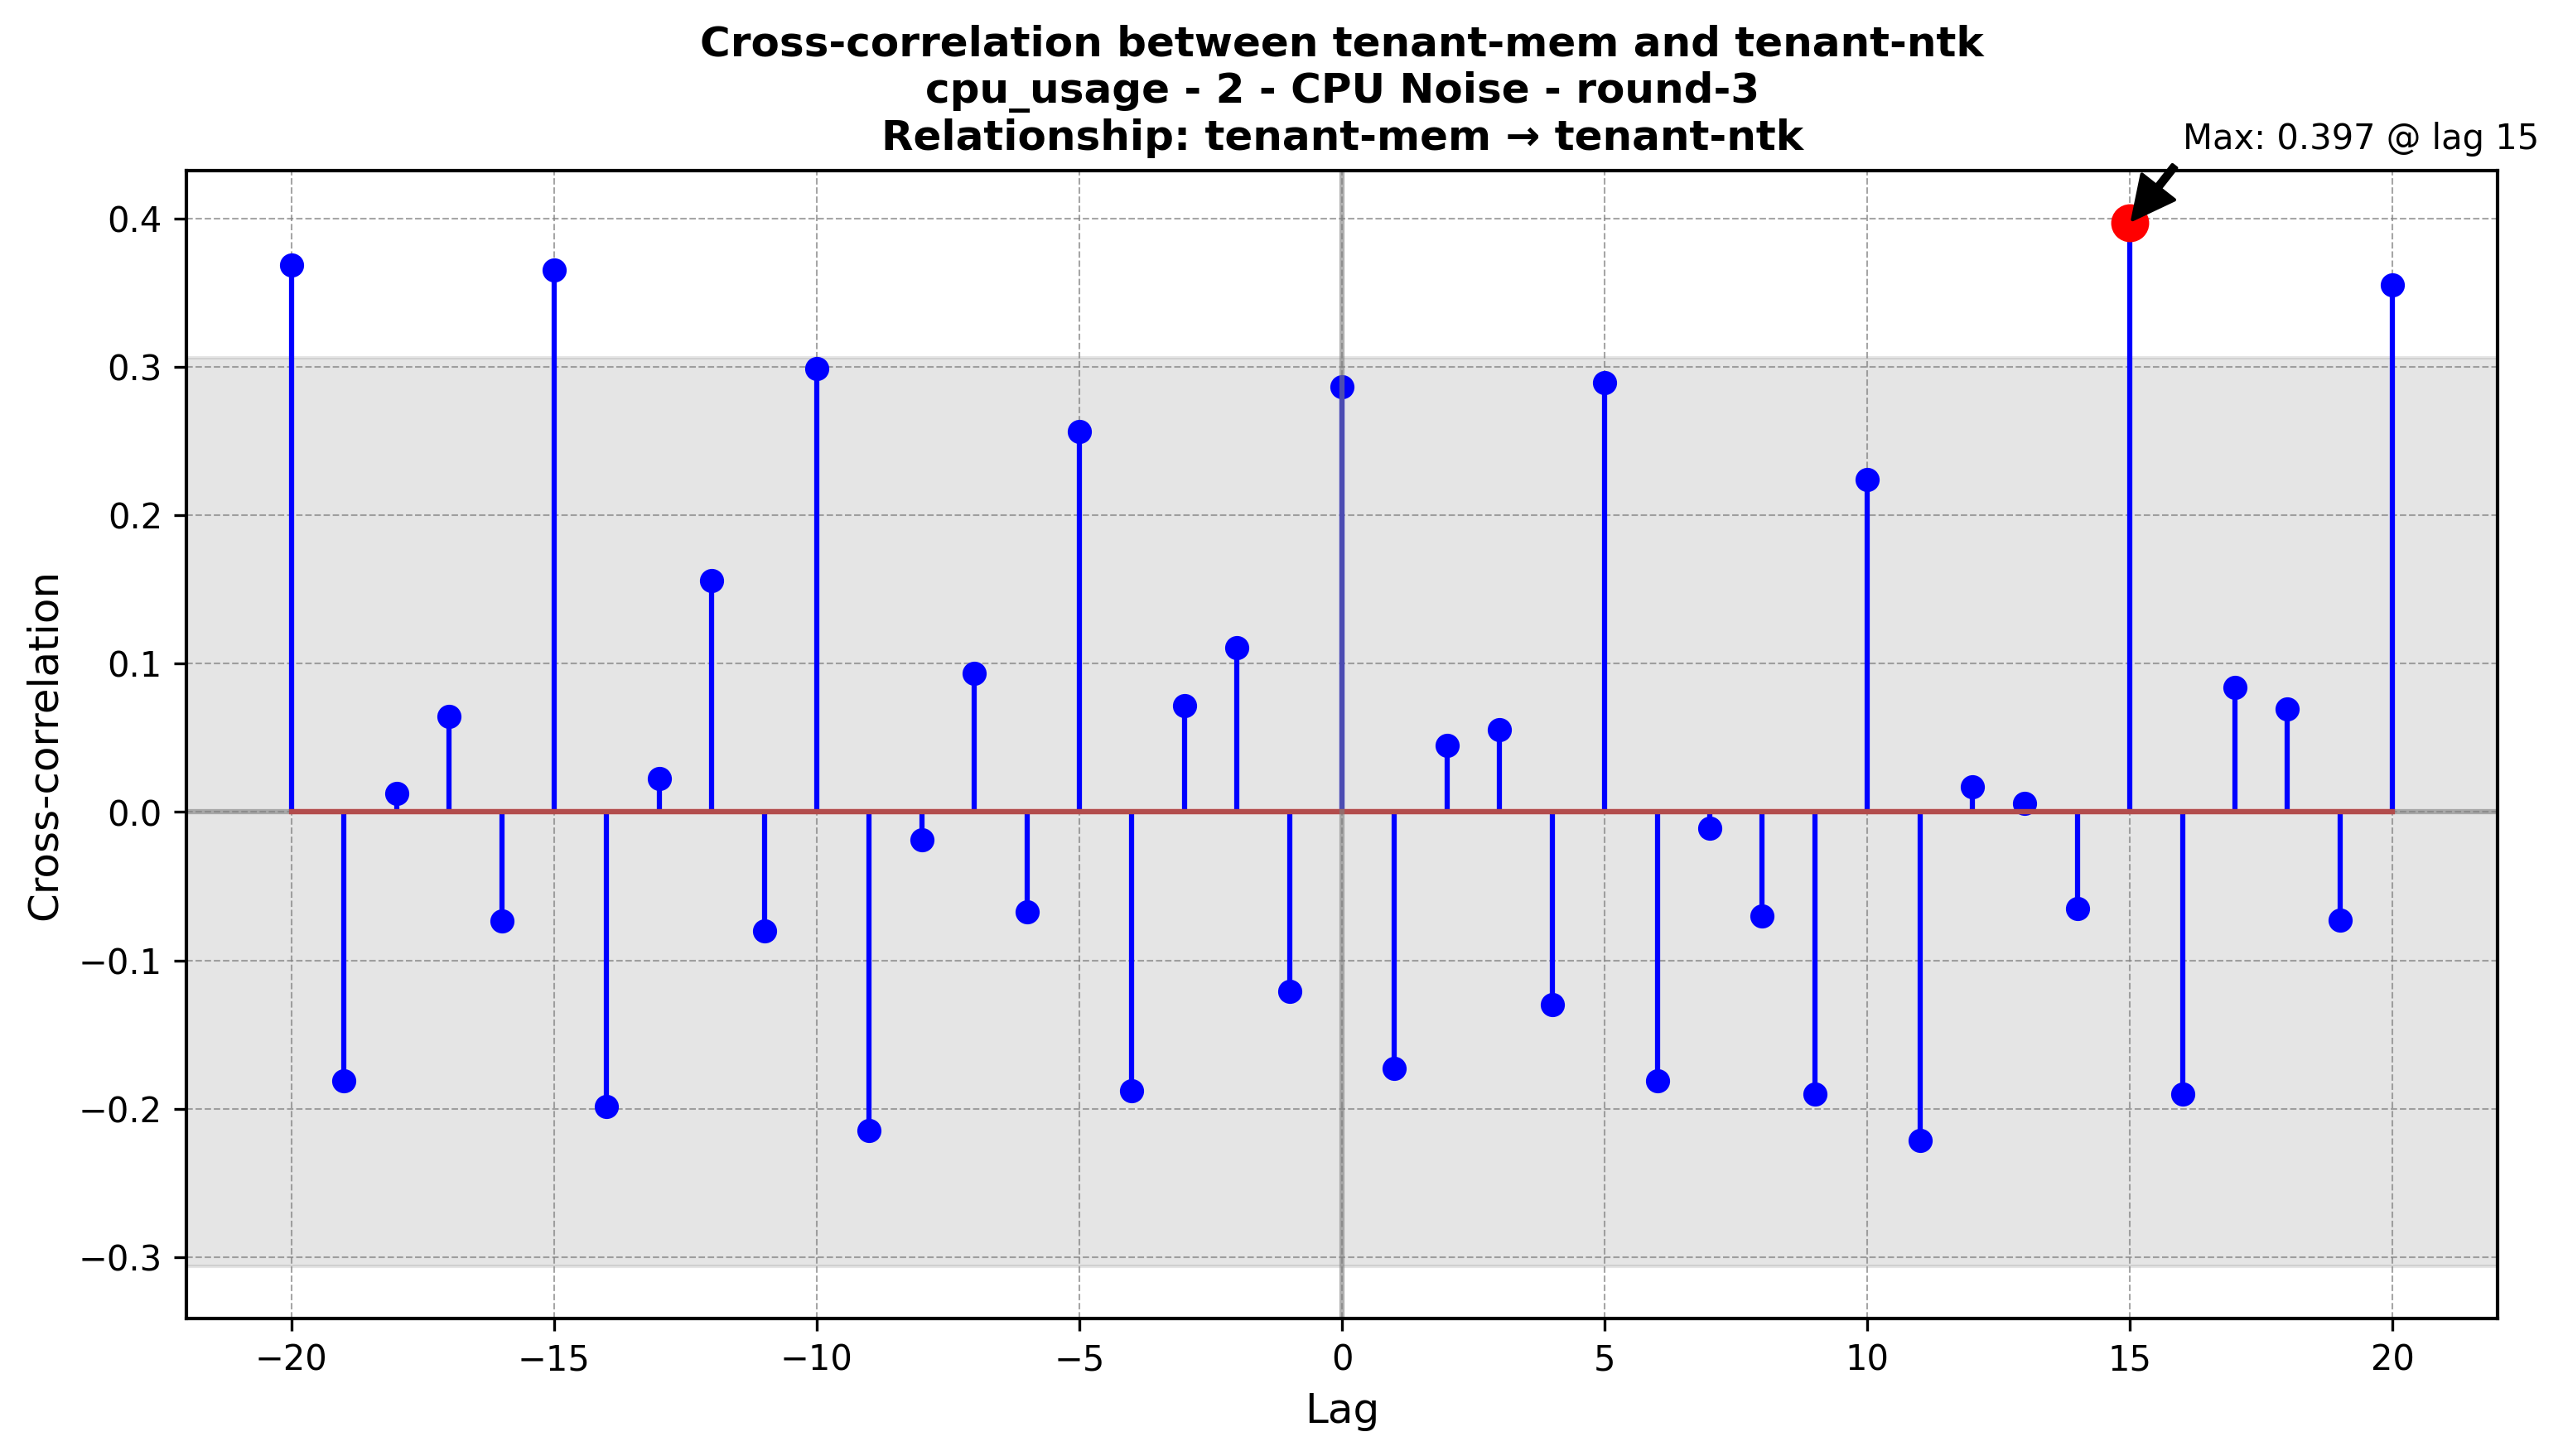 Cross-correlation between tenant-mem and tenant-ntk
cpu_usage - 2 - CPU Noise - round-3
Relationship: tenant-mem → tenant-ntk
Max: 0.397 @ lag 15
Cross-correlation
0.4
0.3
0.2
0.1
0.0
−0.1
−0.2
−0.3
−20 −15 −10 −5 0 5 10 15 20
Lag